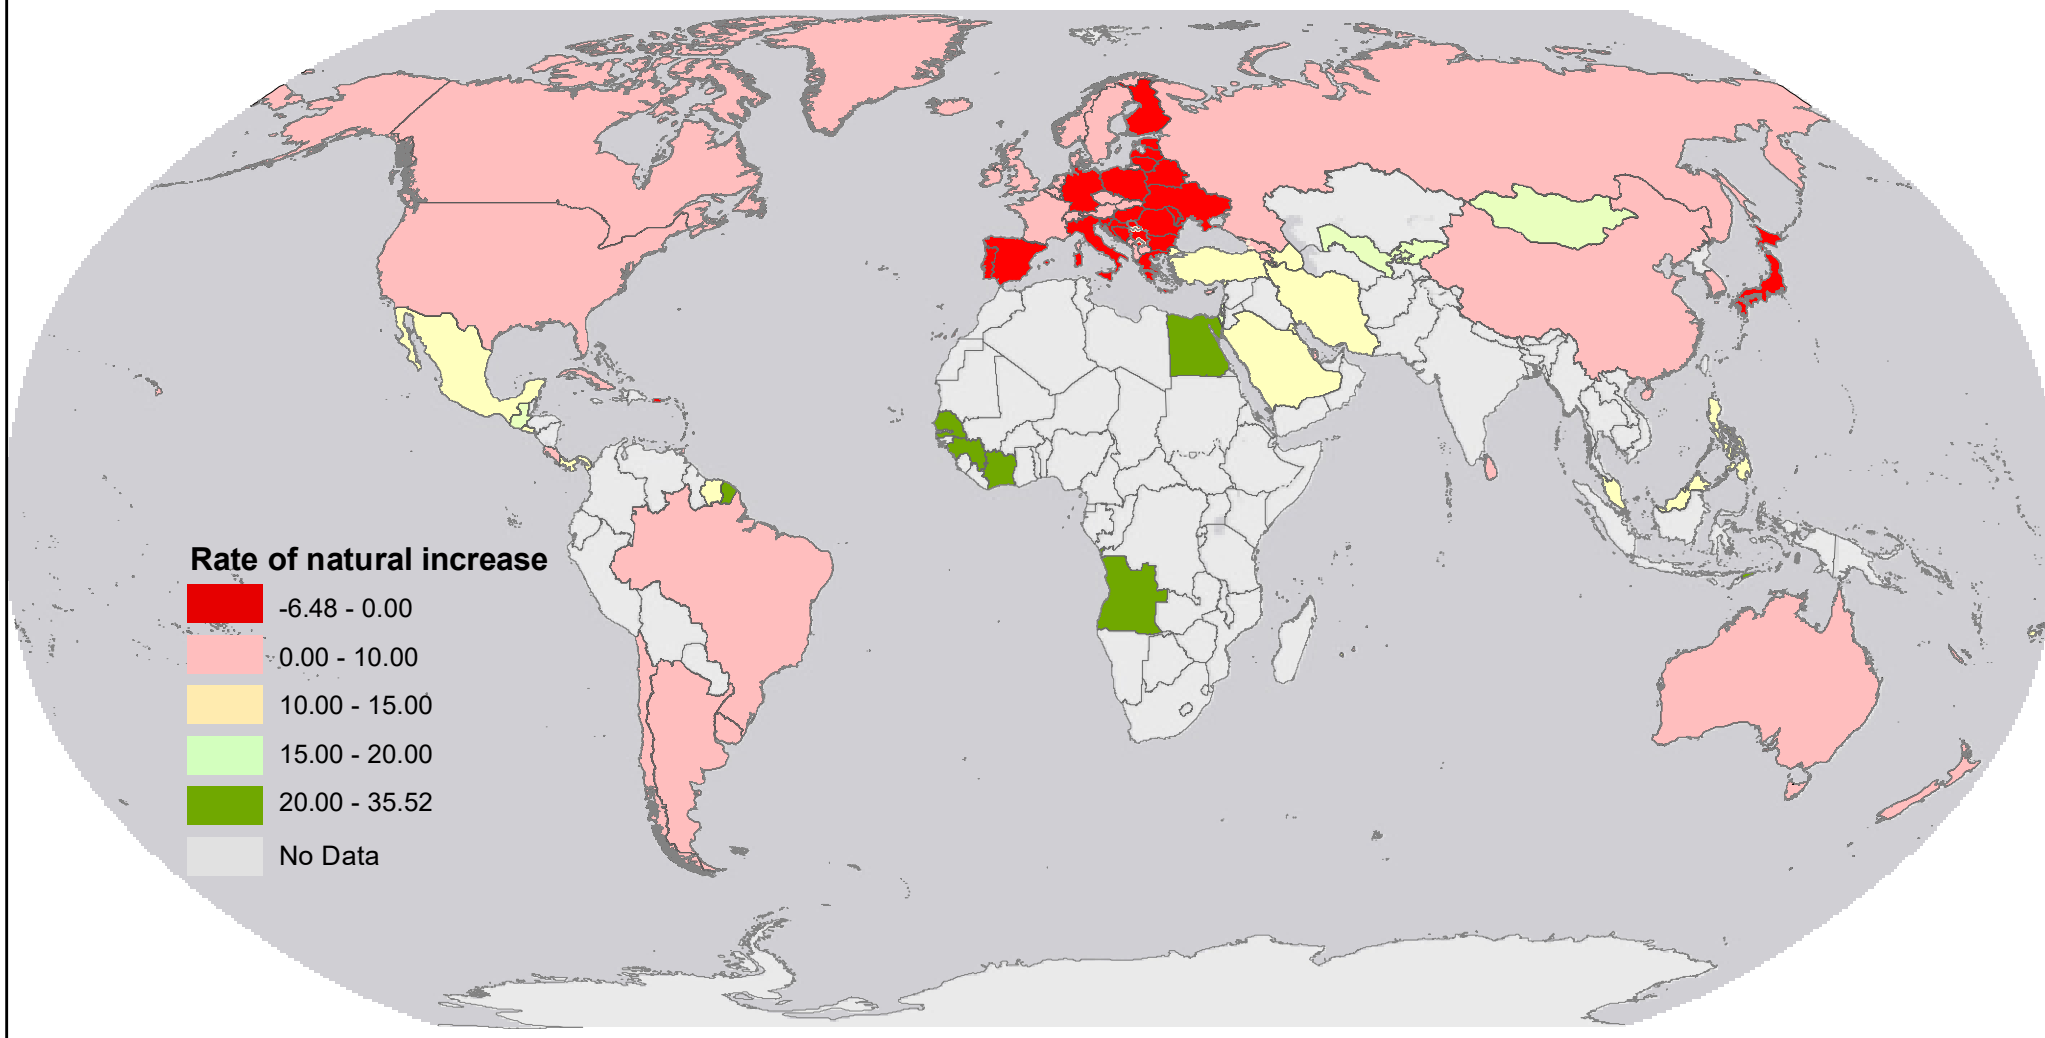 Rate of natural increase
-6.48 - 0.00
0.00 - 10.00
10.00 - 15.00
15.00 - 20.00
20.00 - 35.52
No Data